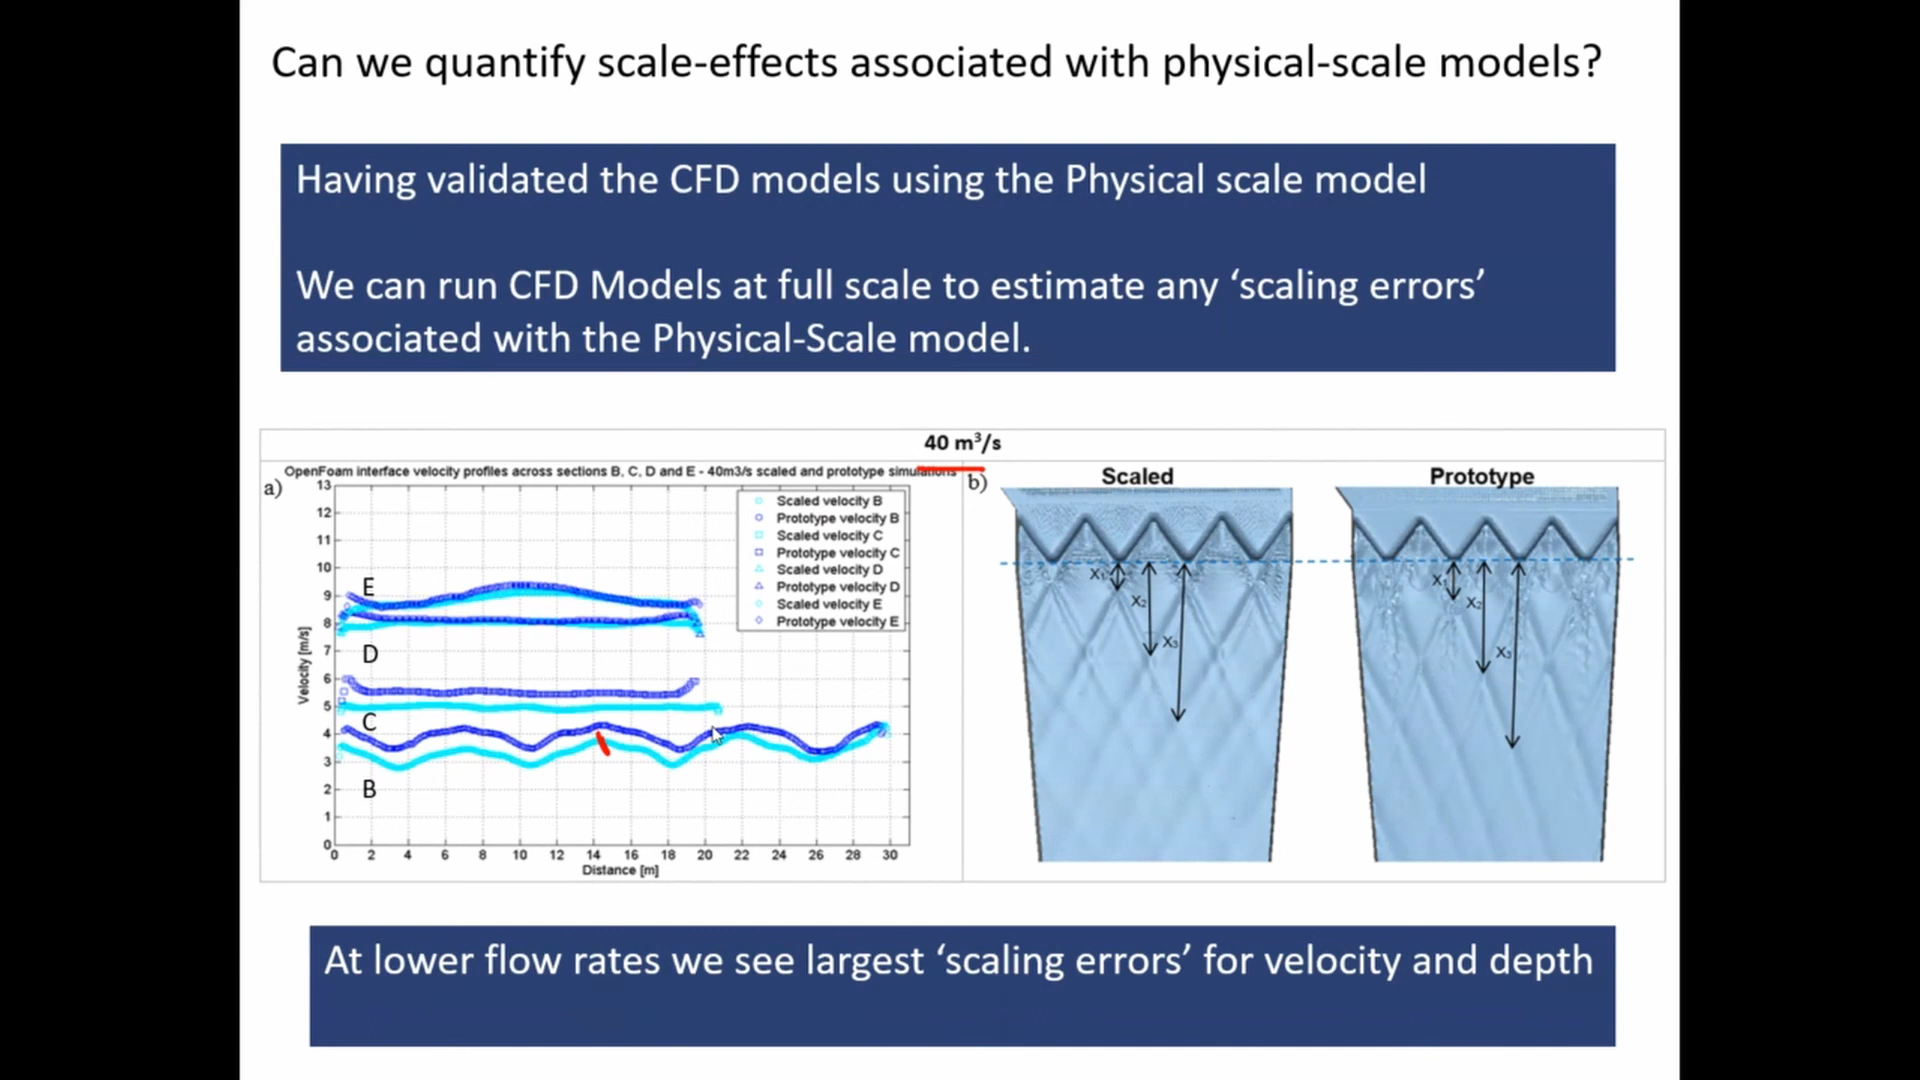 Can we quantify scale-effects associated with physical-scale models?
Having validated the CFD models using the Physical scale model
We can run CFD Models at full scale to estimate any ‘scaling errors’
associated with the Physical-Scale model.
40 m³/s
OpenFoam interface velocity profiles across sections B, C, D and E - 40m3/s scaled and prototype simulations
a)
13
12
11
10
9
8
7
6
5
4
3
2
1
0
Velocity [m/s]
E
D
C
B
Scaled velocity B
Prototype velocity B
Scaled velocity C
Prototype velocity C
Scaled velocity D
Prototype velocity D
Scaled velocity E
Prototype velocity E
0 2 4 6 8 10 12 14 16 18 20 22 24 26 28 30
Distance [m]
b)
Scaled
X₁
X₂
X₃
Prototype
X₁
X₂
X₃
At lower flow rates we see largest ‘scaling errors’ for velocity and depth